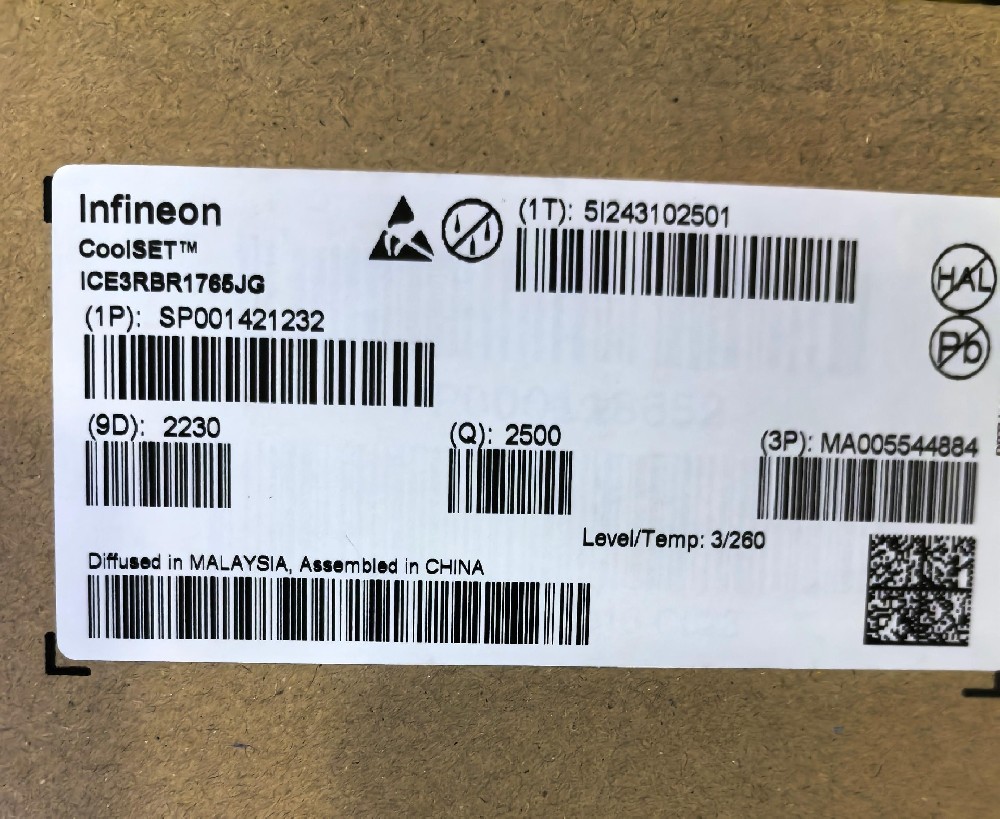 Infineon
CoolSET™
ICE3RBR1765JG
(1T): 5I243102501
HAL
Pb
(1P): SP001421232
(9D): 2230
(Q): 2500
(3P): MA005544884
Level/Temp: 3/260
Diffused in MALAYSIA, Assembled in CHINA